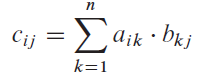 $c_{ij} = \sum_{k=1}^{n} a_{ik} \cdot b_{kj}$